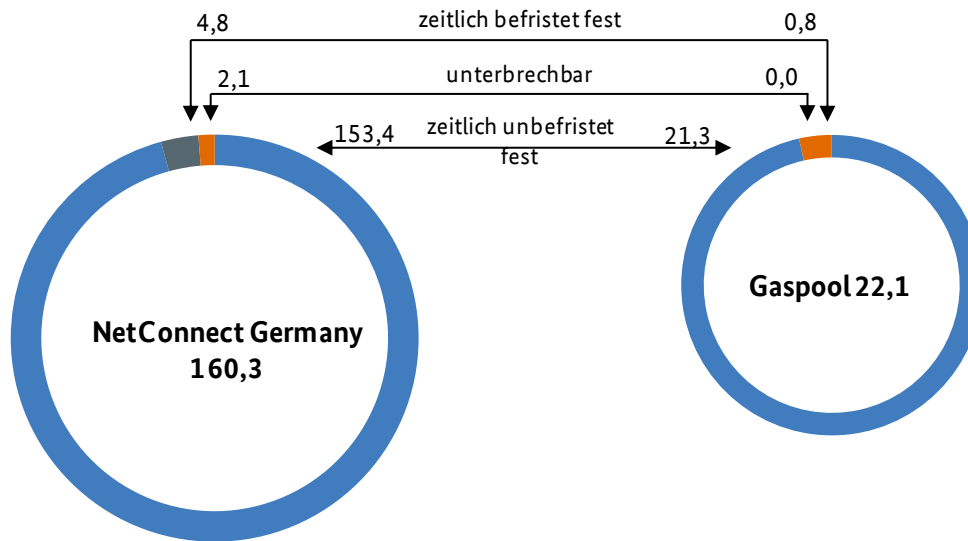 4,8 zeitlich befristet fest 0,8
2,1 unterbrechbar 0,0
153,4 zeitlich unbefristet 21,3
fest
NetConnect Germany
160,3
Gaspool 22,1